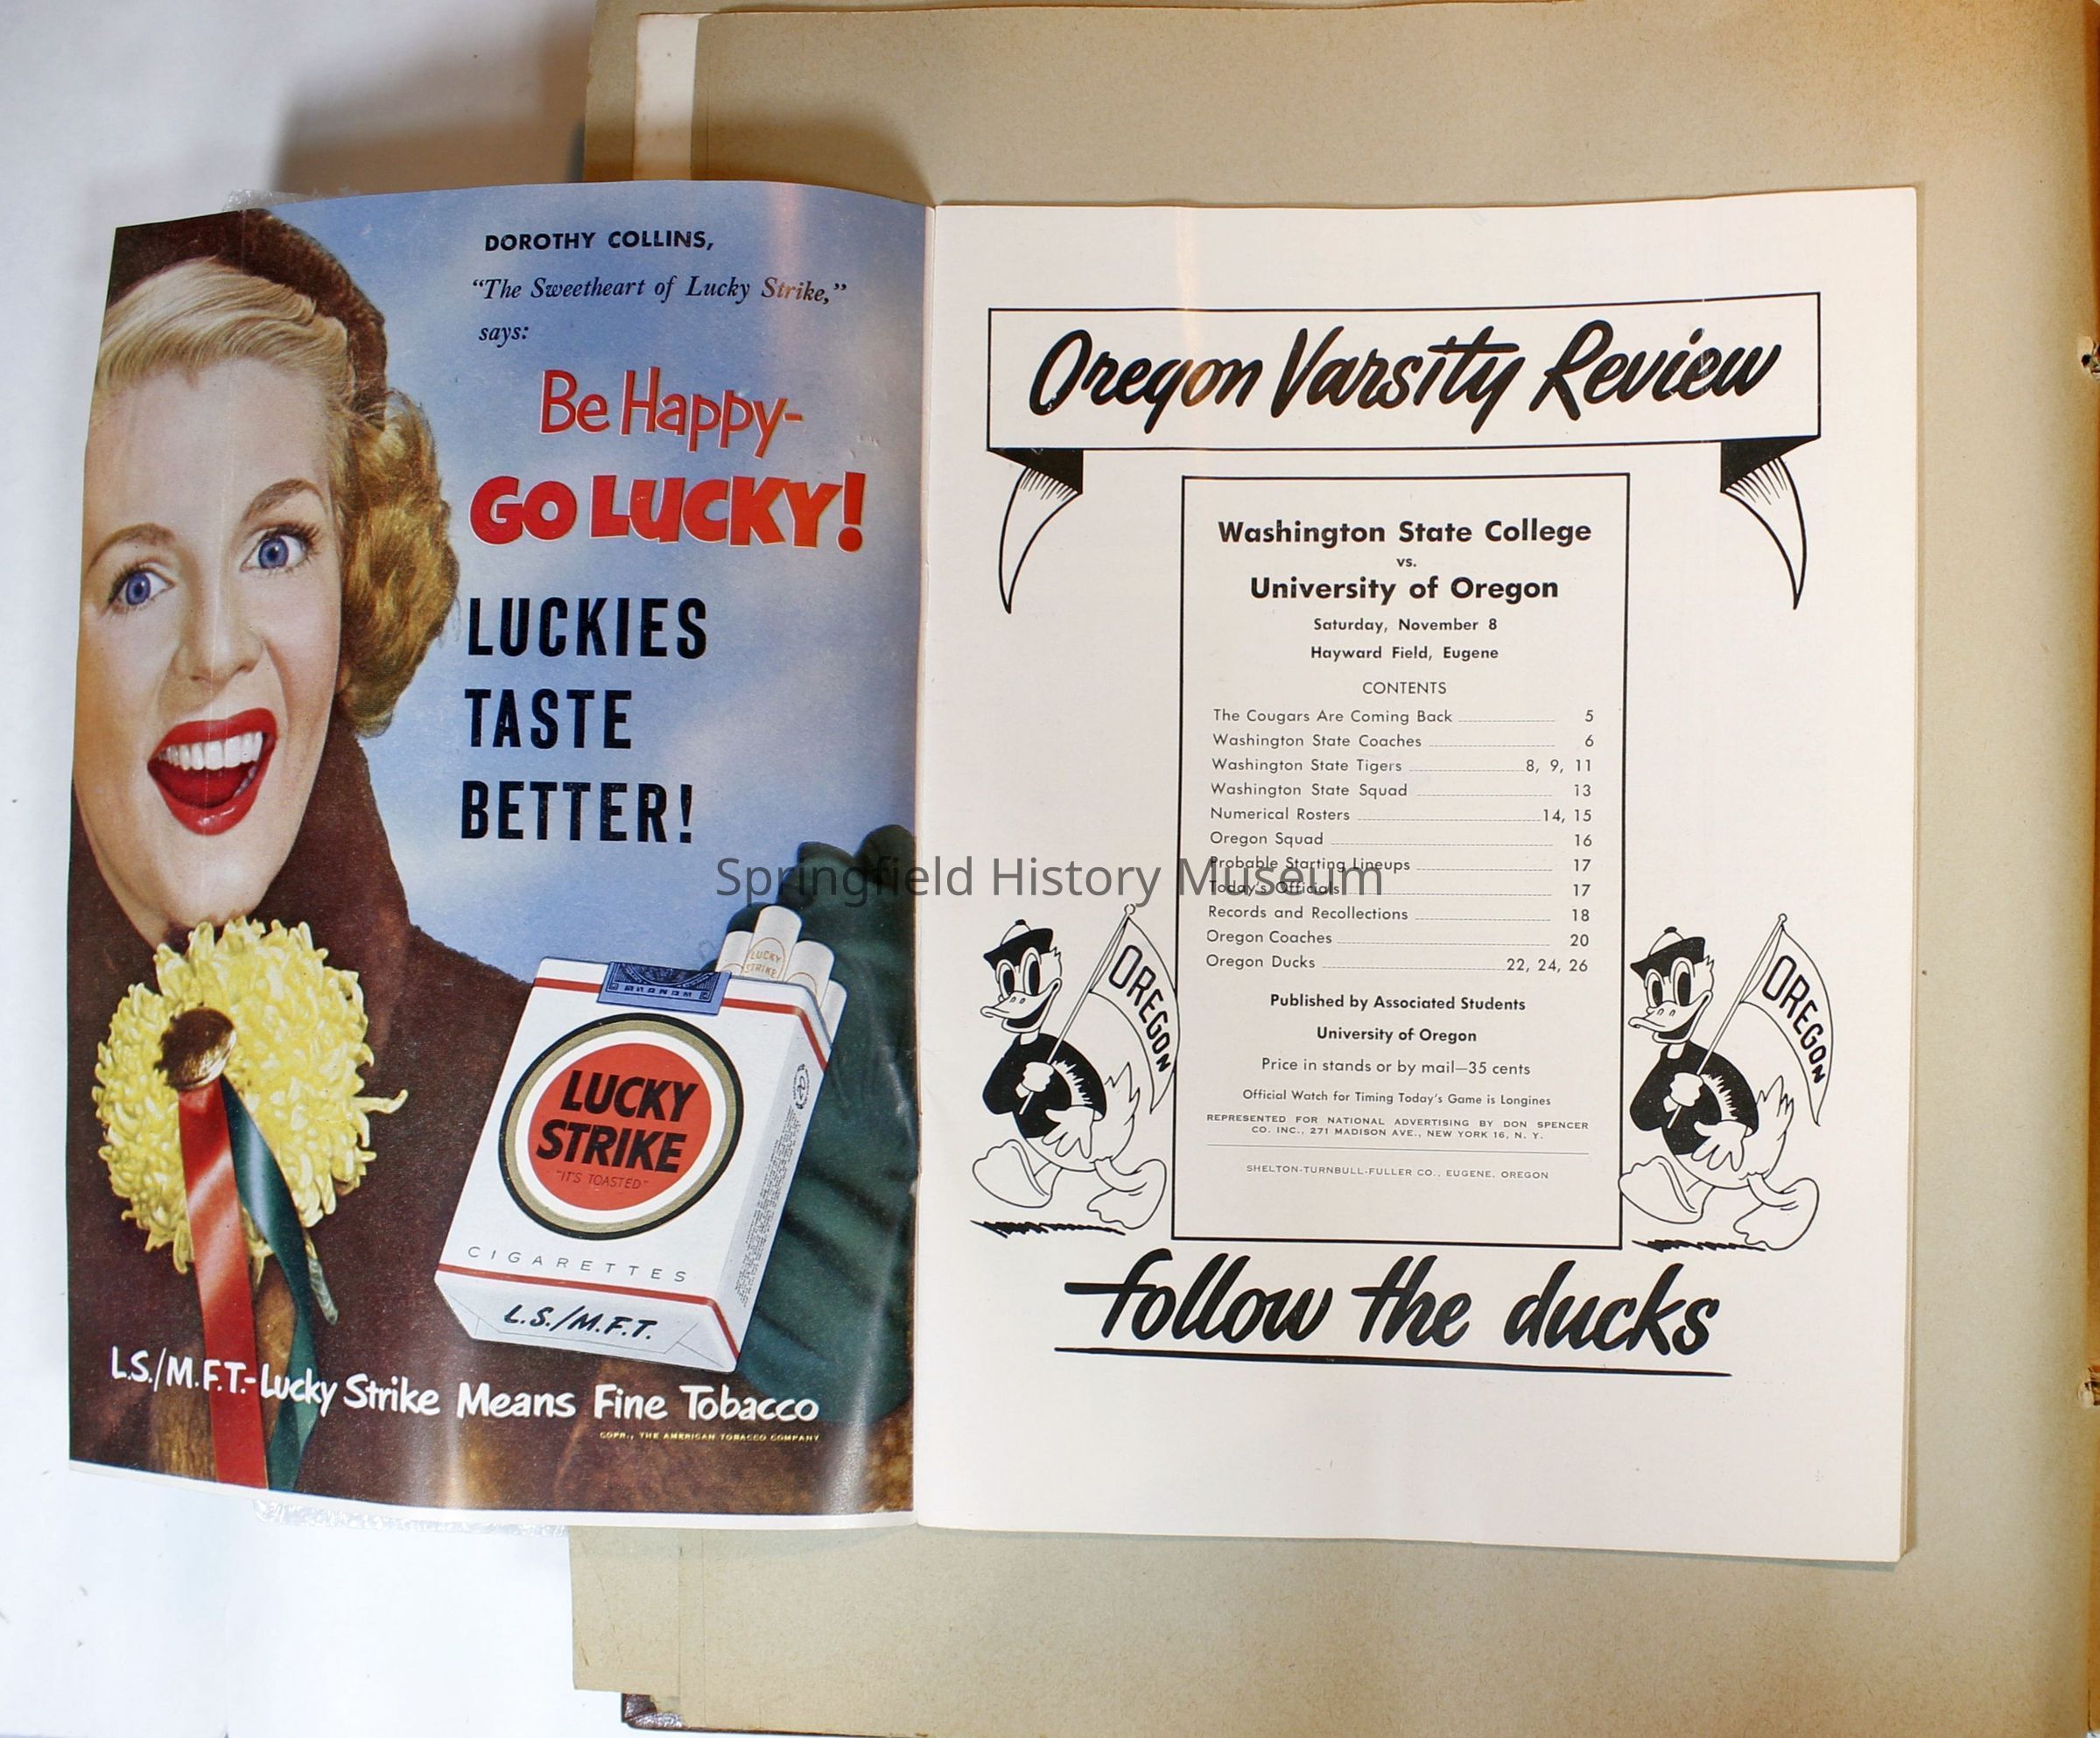 DOROTHY COLLINS,
“The Sweetheart of Lucky Strike,”
says:
Be Happy-
GO LUCKY!
LUCKIES
TASTE
BETTER!
LUCKY
STRIKE
LUCKY
STRIKE
"IT'S TOASTED"
CIGARETTES
L.S./M.F.T.
L.S./M.F.T.-Lucky Strike Means Fine Tobacco
COPR., THE AMERICAN TOBACCO COMPANY
Oregon Varsity Review
Washington State College
vs.
University of Oregon
Saturday, November 8
Hayward Field, Eugene
CONTENTS
The Cougars Are Coming Back 5
Washington State Coaches 6
Washington State Tigers 8, 9, 11
Washington State Squad 13
Numerical Rosters 14, 15
Oregon Squad 16
Probable Starting Lineups 17
Today's Officials 17
Records and Recollections 18
Oregon Coaches 20
Oregon Ducks 22, 24, 26
Published by Associated Students
University of Oregon
Price in stands or by mail—35 cents
Official Watch for Timing Today's Game is Longines
REPRESENTED FOR NATIONAL ADVERTISING BY DON SPENCER
CO. INC., 271 MADISON AVE., NEW YORK 16, N. Y.
SHELTON-TURNBULL-FULLER CO., EUGENE, OREGON
OREGON
OREGON
follow the ducks
Springfield History Museum